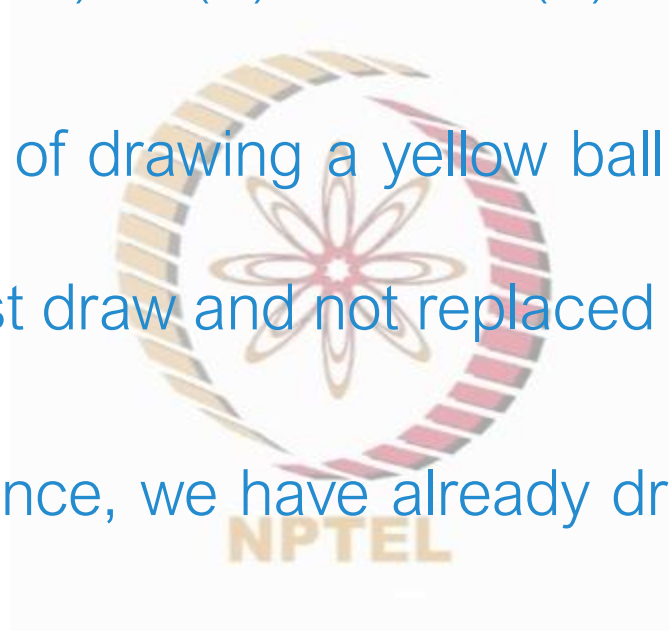 of drawing a yellow ball
st draw and not replaced
nce, we have already dr
NPTEL